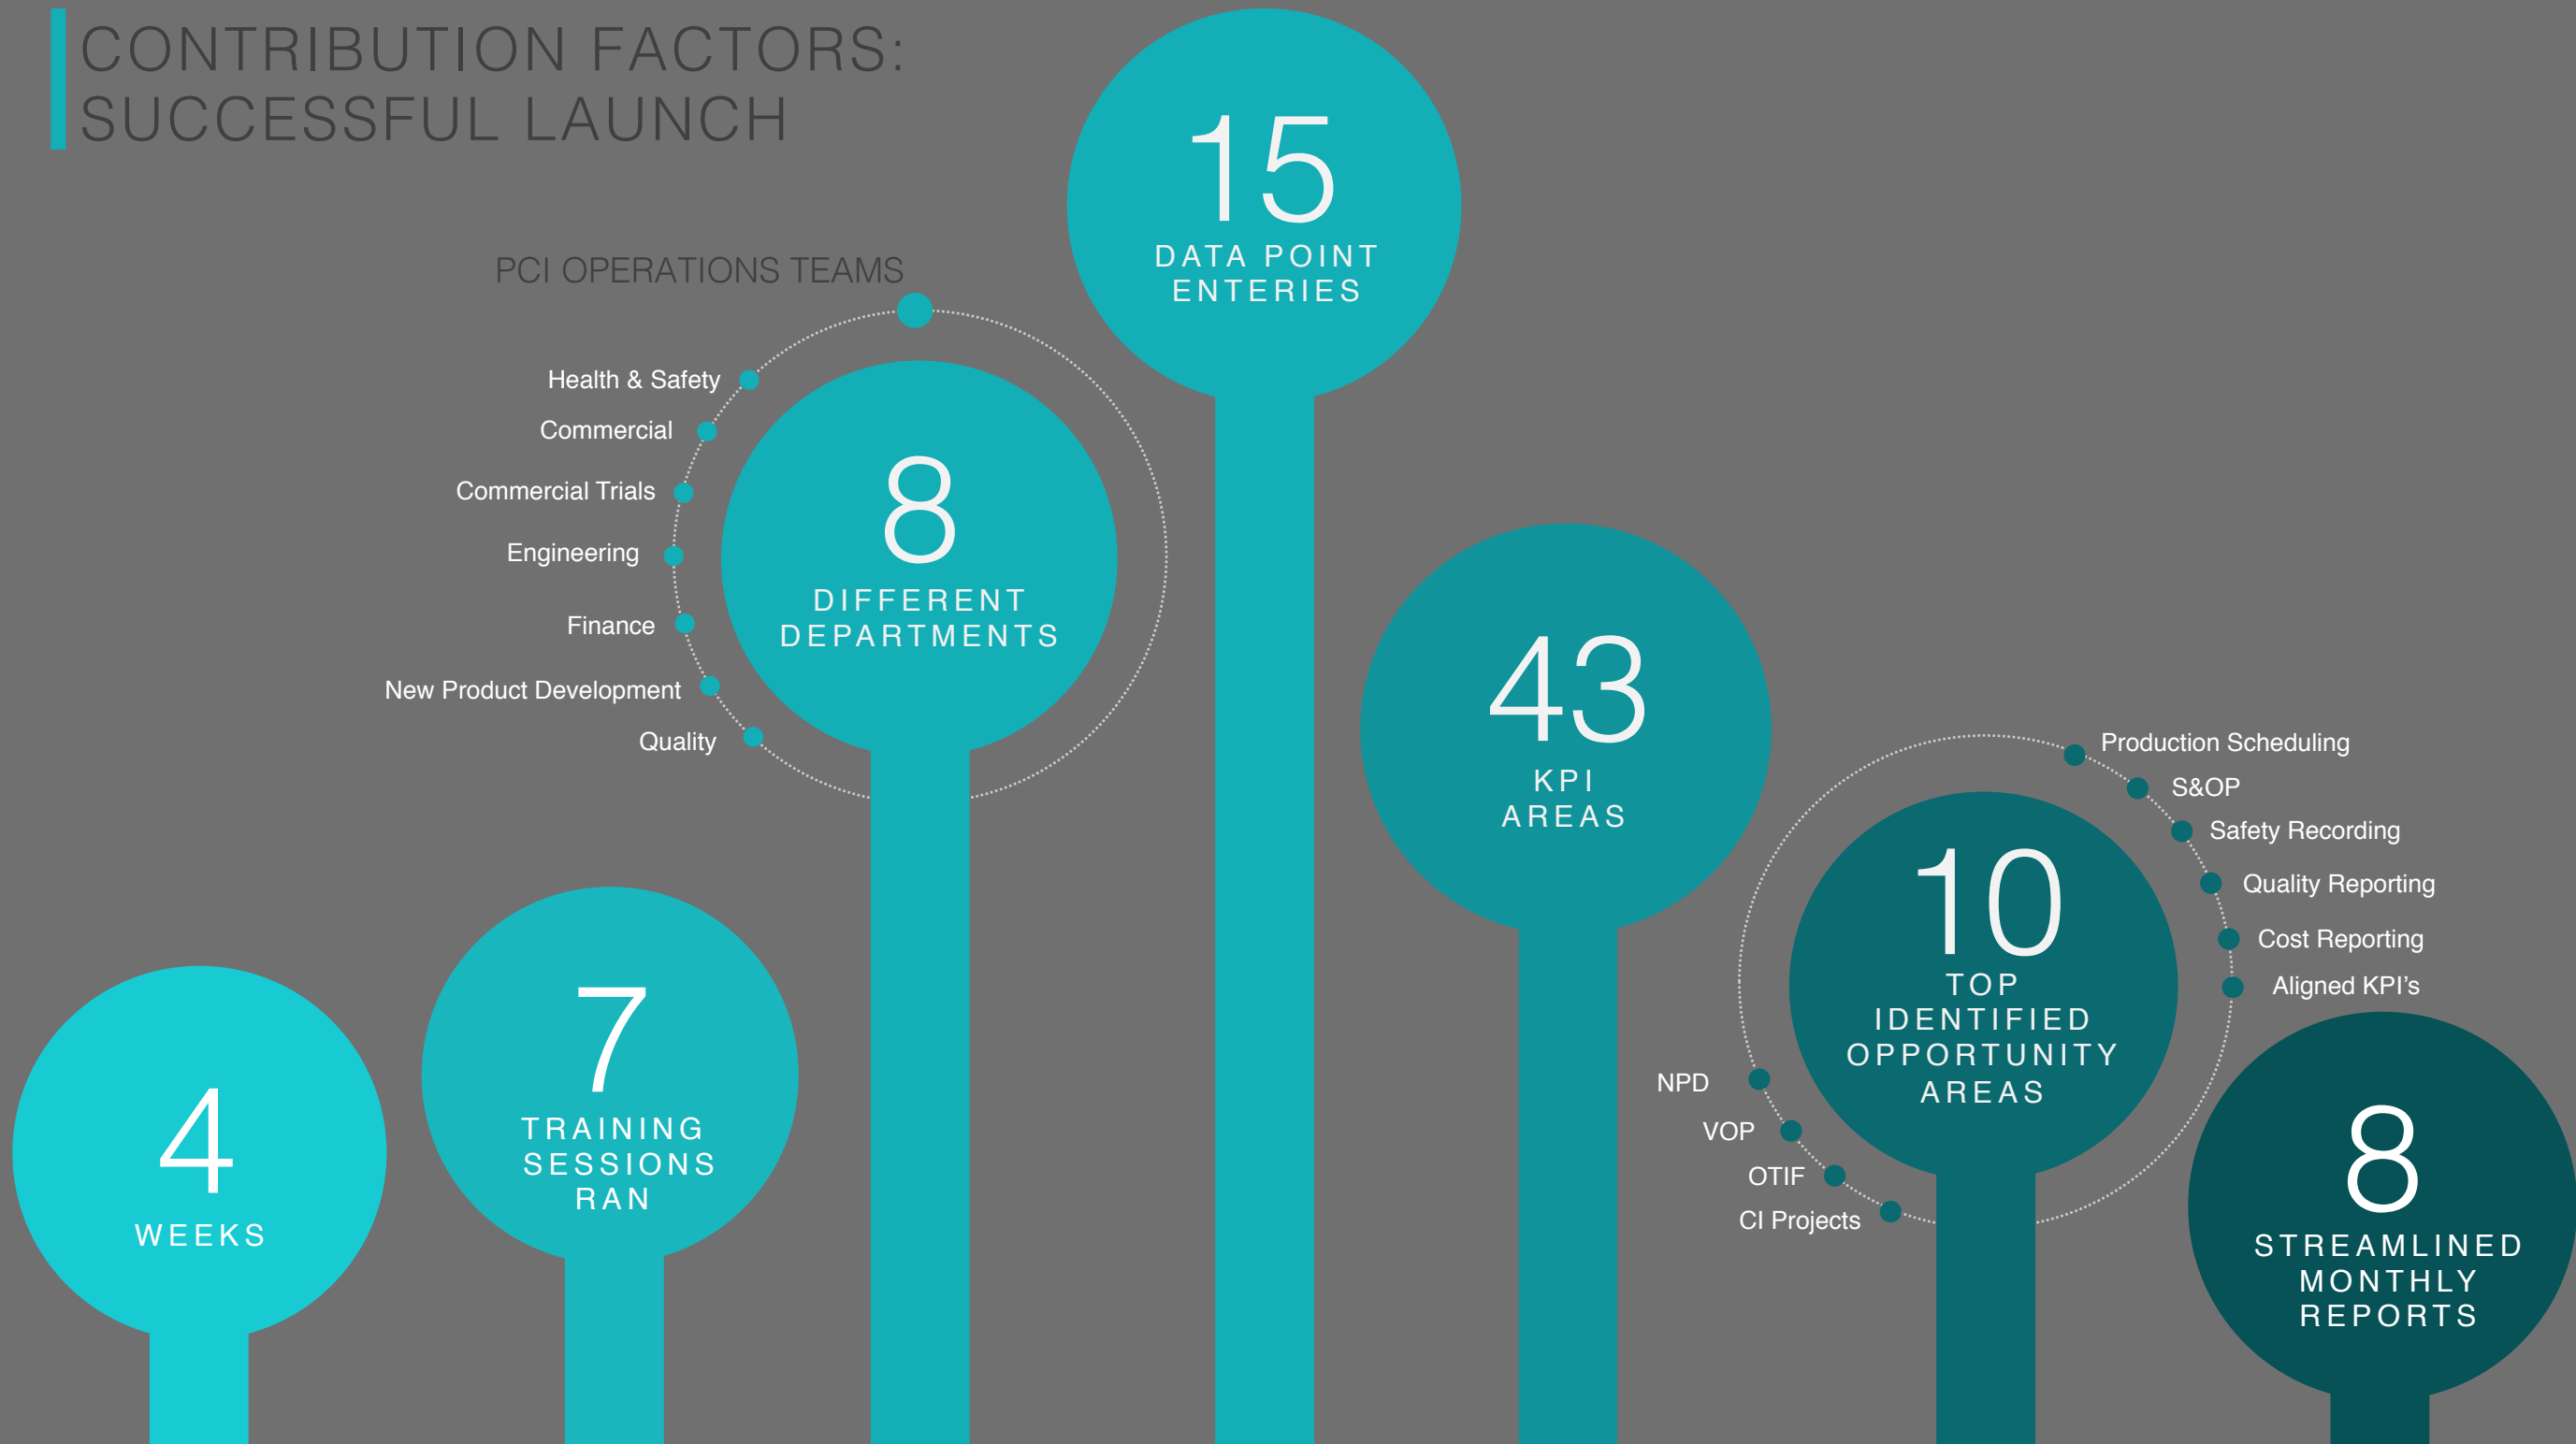 CONTRIBUTION FACTORS:
SUCCESSFUL LAUNCH
PCI OPERATIONS TEAMS
Health & Safety
Commercial
Commercial Trials
Engineering
Finance
New Product Development
Quality
4
WEEKS
7
TRAINING
SESSIONS
RAN
8
DIFFERENT
DEPARTMENTS
15
DATA POINT
ENTERIES
43
KPI
AREAS
10
TOP
IDENTIFIED
OPPORTUNITY
AREAS
Production Scheduling
S&OP
Safety Recording
Quality Reporting
Cost Reporting
Aligned KPI’s
NPD
VOP
OTIF
CI Projects
8
STREAMLINED
MONTHLY
REPORTS